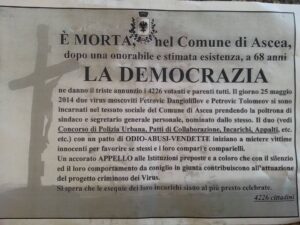 È MORTA, nel Comune di Ascea,
dopo una onorabile e stimata esistenza, a 68 anni
LA DEMOCRAZIA
ne danno il triste annunzio i 4226 votanti e parenti tutti. Il giorno 25 maggio
2014 due virus moscoviti Petrovic Dangiollov e Petrovic Tolomnov si sono
incarnati nel tessuto sociale del Comune di Ascea prendendo la poltrona di
sindaco e segretario generale personale, nominato dallo stesso. Il duo (vedi
Concorso di Polizia Urbana, Patti di Collaborazione, Incarichi, Appalti, etc.
etc.) con un patto di ODIO-ABUSI-VENDETTE iniziano a mietere vittime
innocenti per favorire se stessi e i loro compari e comparielli.
Un accorato APPELLO alle Istituzioni preposte e a coloro che con il silenzio
ed il loro comportamento da coniglio in giunta contribuiscono all'attuazione
del progetto criminoso dei Virus.
Si spera che le esequie dei loro incarichi siano al più presto celebrate.
4226 cittadini